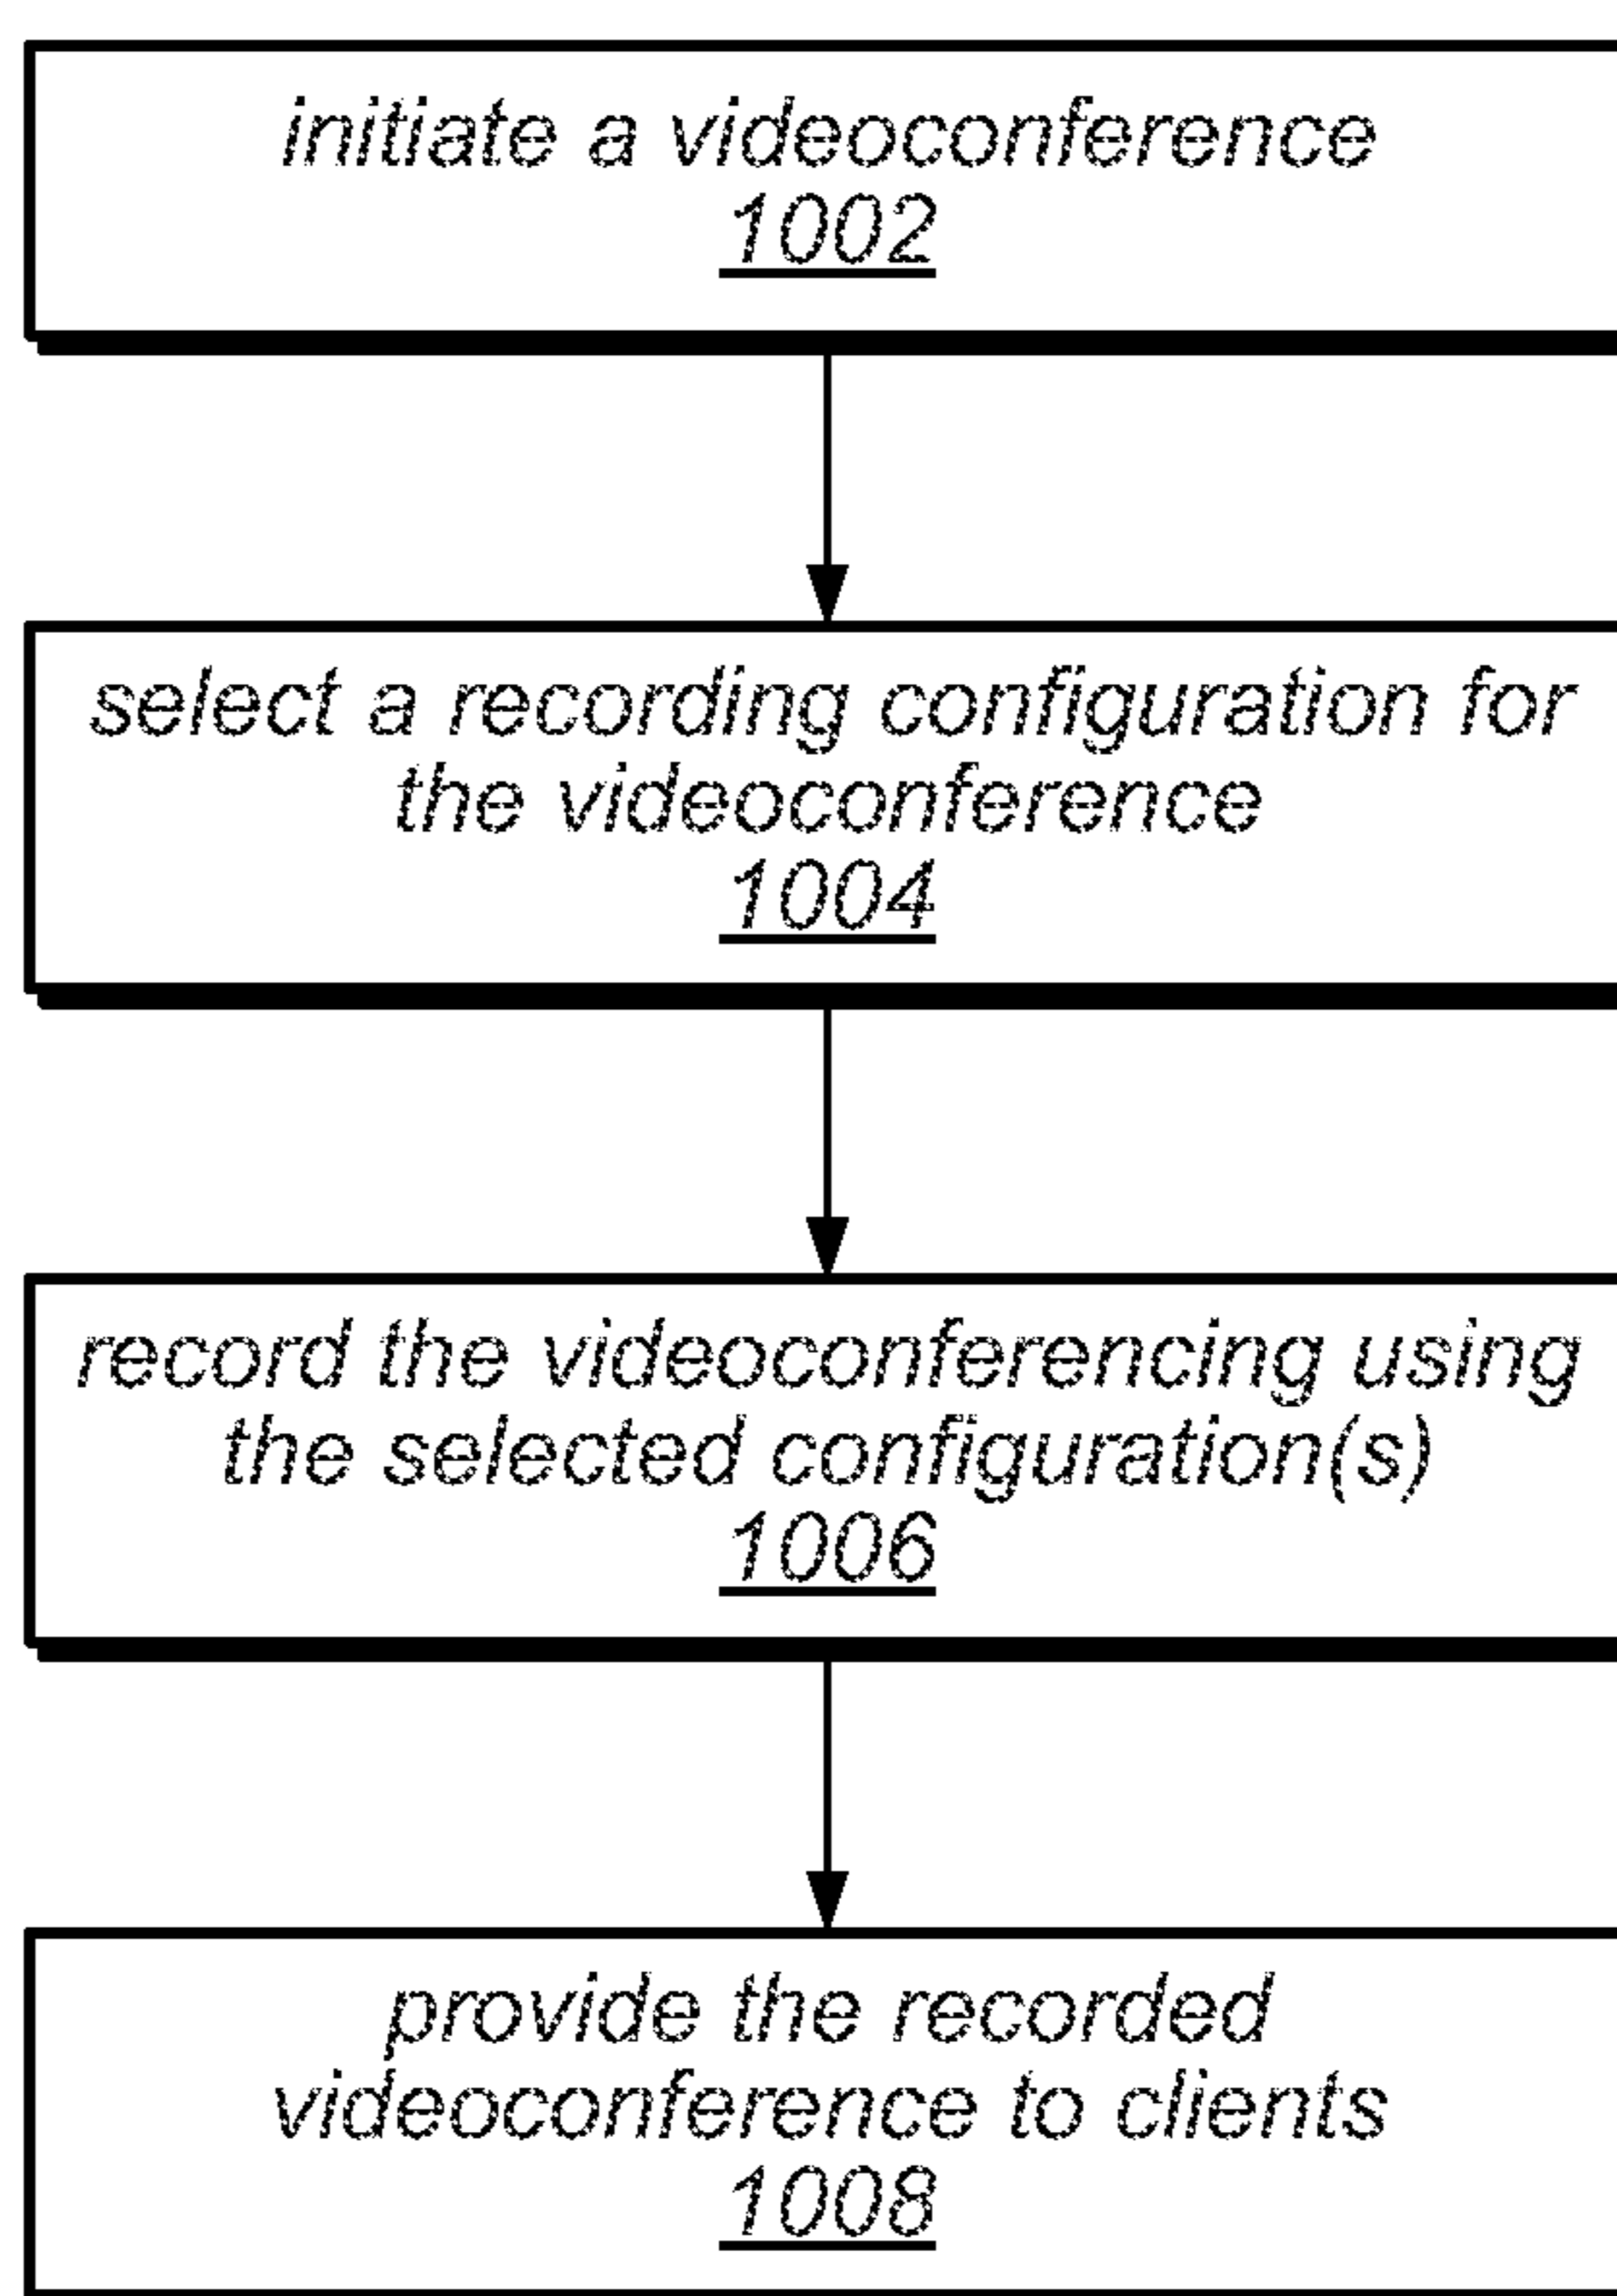 initiate a videoconference
1002
select a recording configuration for
the videoconference
1004
record the videoconferencing using
the selected configuration(s)
1006
provide the recorded
videoconference to clients
1008